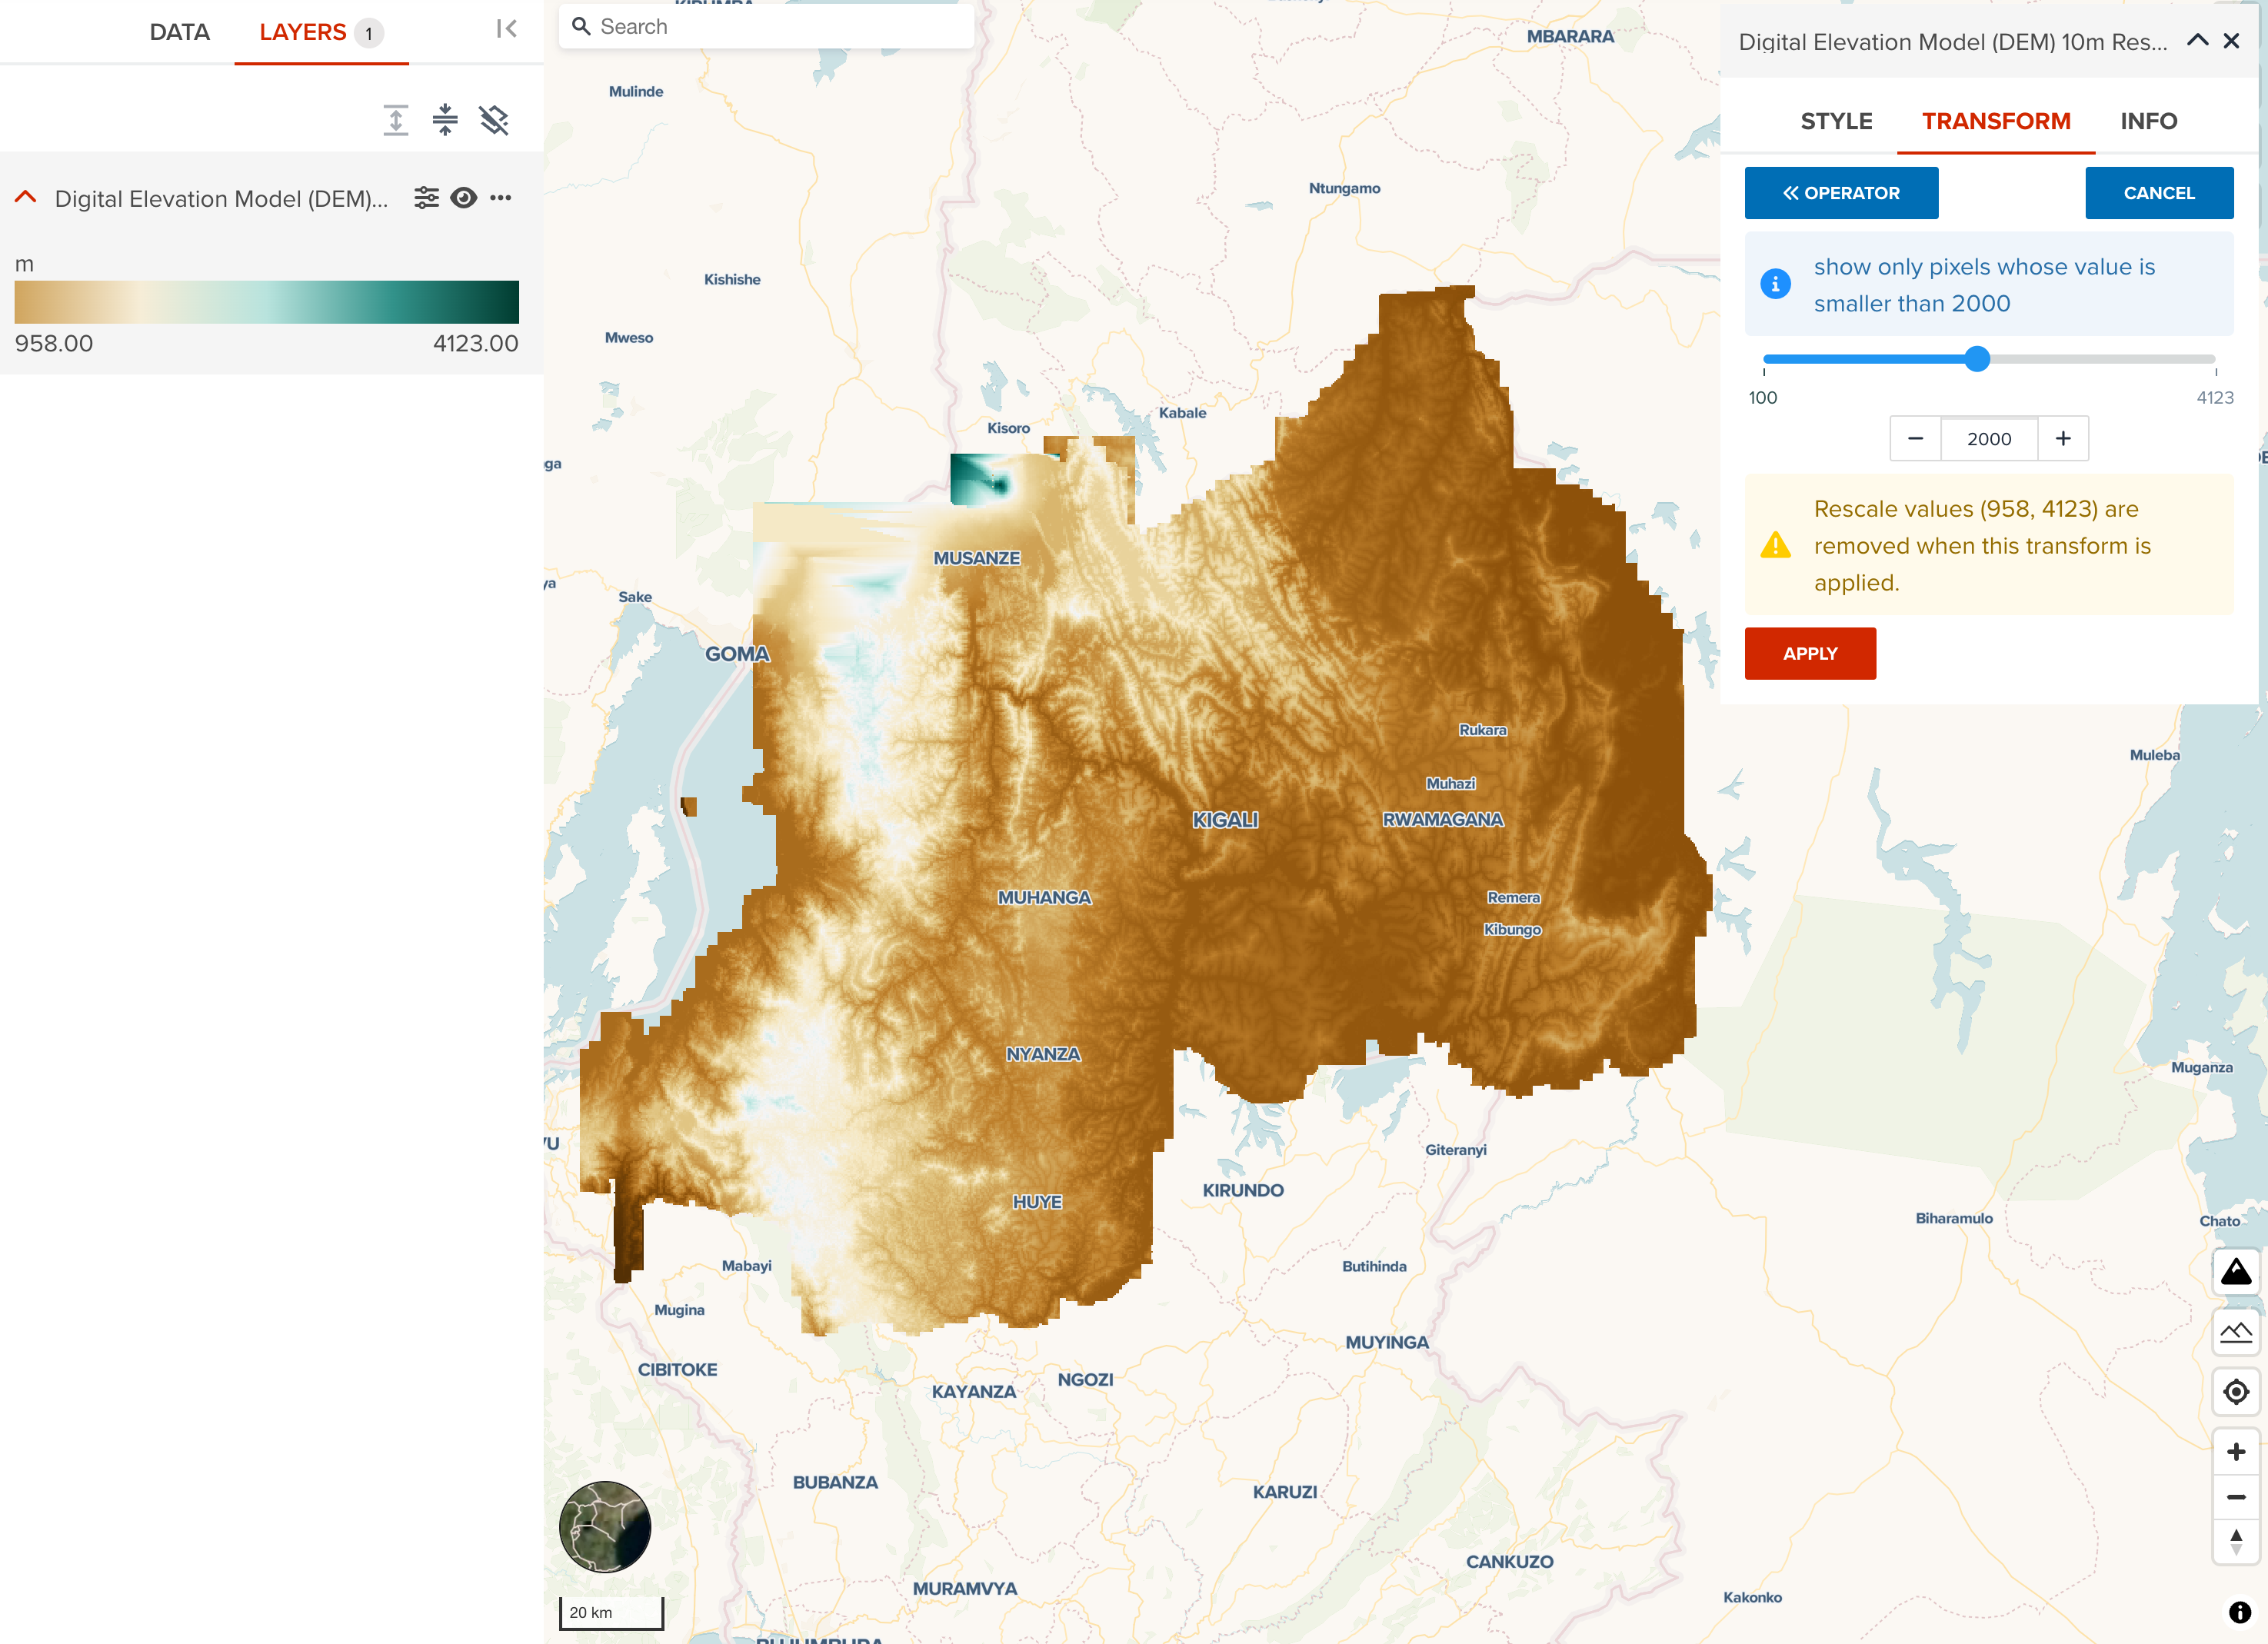 DATA
LAYERS 1
Digital Elevation Model (DEM)...
m
958.00
4123.00
Search
Digital Elevation Model (DEM) 10m Res...
STYLE
TRANSFORM
INFO
OPERATOR
CANCEL
show only pixels whose value is
smaller than 2000
100
4123
2000
Rescale values (958, 4123) are
removed when this transform is
applied.
APPLY
MBARARA
Mulinde
Ntungamo
Kishishe
Mweso
Kabale
Kisoro
MUSANZE
Sake
GOMA
Rukara
Muleba
Muhazi
KIGALI
RWAMAGANA
MUHANGA
Remera
Kibungo
NYANZA
Muganza
Giteranyi
KIRUNDO
HUYE
Biharamulo
Chato
Mabayi
Butihinda
Mugina
MUYINGA
CIBITOKE
NGOZI
KAYANZA
BUBANZA
KARUZI
CANKUZO
MURAMVYA
Kakonko
20 km